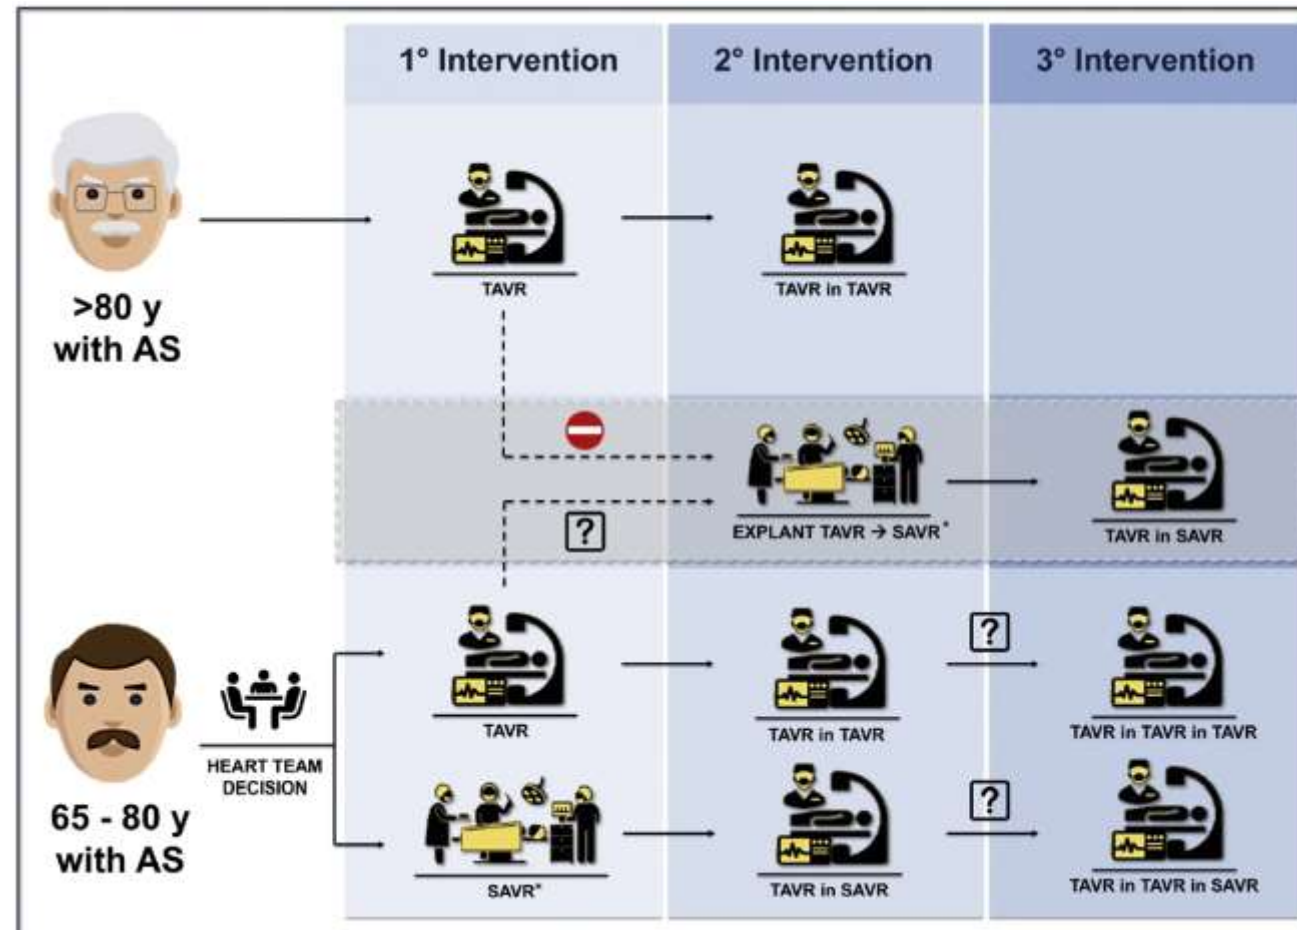 1° Intervention
2° Intervention
3° Intervention
>80 y
with AS
TAVR
TAVR in TAVR
EXPLANT TAVR → SAVR*
TAVR in SAVR
?
65 - 80 y
with AS
HEART TEAM
DECISION
TAVR
TAVR in TAVR
?
TAVR in TAVR in TAVR
SAVR*
TAVR in SAVR
?
TAVR in TAVR in SAVR